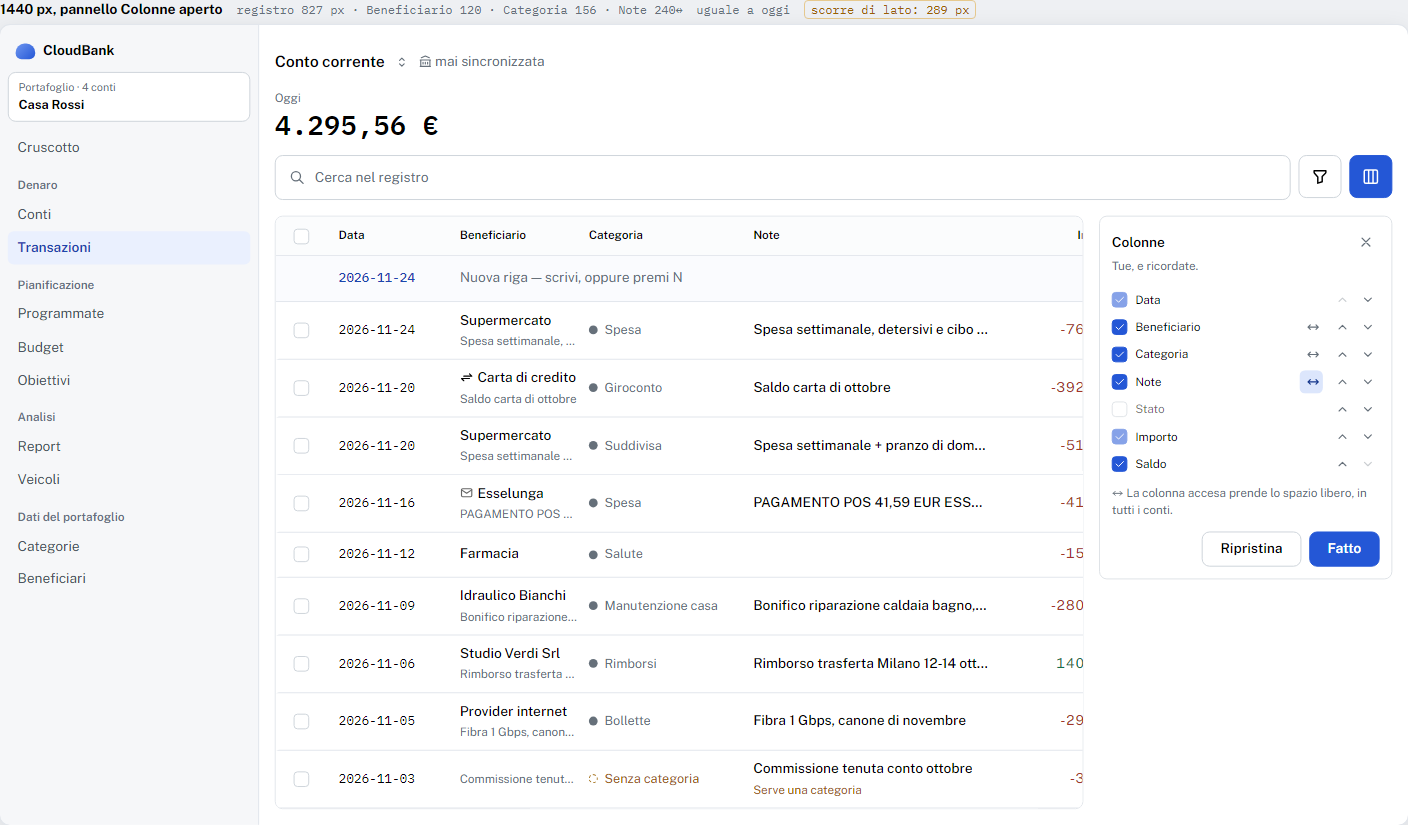 1440 px, pannello Colonne aperto registro 827 px · Beneficiario 120 · Categoria 156 · Note 240↔ uguale a oggi scorre di lato: 289 px
CloudBank
Portafoglio · 4 conti
Casa Rossi
Cruscotto
Denaro
Conti
Transazioni
Pianificazione
Programmate
Budget
Obiettivi
Analisi
Report
Veicoli
Dati del portafoglio
Categorie
Beneficiari
Conto corrente mai sincronizzata
Oggi
4.295,56 €
Cerca nel registro
Data Beneficiario Categoria Note
2026-11-24 Nuova riga — scrivi, oppure premi N
2026-11-24 Supermercato Spesa Spesa settimanale, detersivi e cibo ... -76
Spesa settimanale, ...
2026-11-20 Carta di credito Giroconto Saldo carta di ottobre -392
Saldo carta di ottobre
2026-11-20 Supermercato Suddivisa Spesa settimanale + pranzo di dom... -51
Spesa settimanale ...
2026-11-16 Esselunga Spesa PAGAMENTO POS 41,59 EUR ESS... -41
PAGAMENTO POS ...
2026-11-12 Farmacia Salute -15
2026-11-09 Idraulico Bianchi Manutenzione casa Bonifico riparazione caldaia bagno,... -280
Bonifico riparazione...
2026-11-06 Studio Verdi Srl Rimborsi Rimborso trasferta Milano 12-14 ott... 140
Rimborso trasferta ...
2026-11-05 Provider internet Bollette Fibra 1 Gbps, canone di novembre -29
Fibra 1 Gbps, canon...
2026-11-03 Commissione tenut... Senza categoria Commissione tenuta conto ottobre -3
Serve una categoria
Colonne
Tue, e ricordate.
Data
Beneficiario
Categoria
Note
Stato
Importo
Saldo
↔ La colonna accesa prende lo spazio libero, in
tutti i conti.
Ripristina Fatto